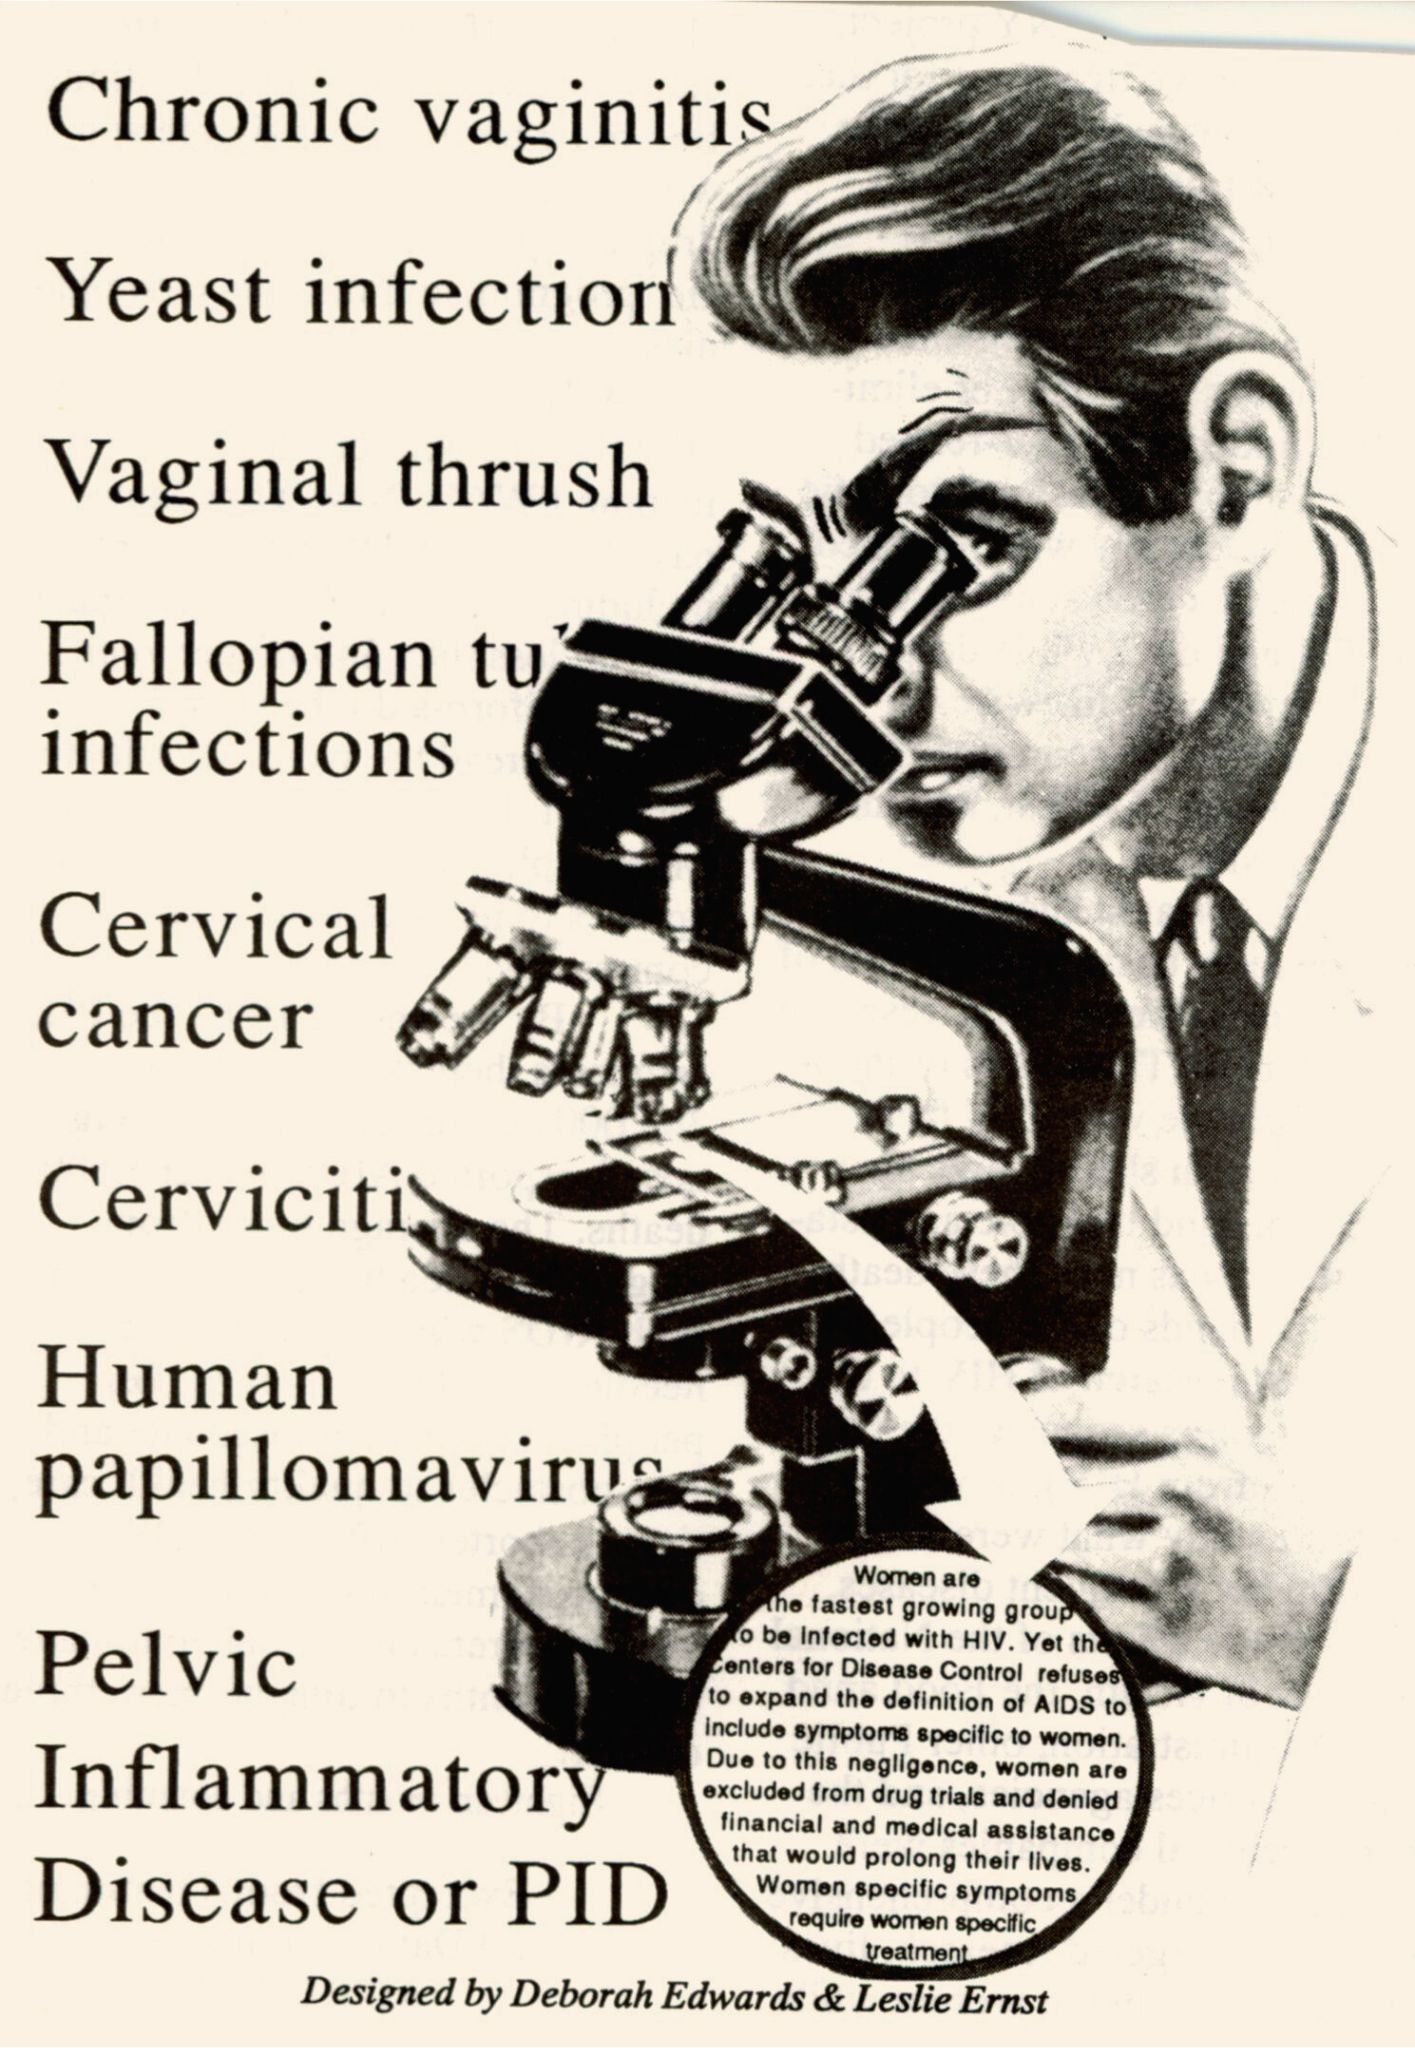 Chronic vaginitis
Yeast infection
Vaginal thrush
Fallopian tu
infections
Cervical
cancer
Cerviciti
Human
papillomavirus
Pelvic
Inflammatory
Disease or PID
Women are
the fastest growing group
to be infected with HIV. Yet the
Centers for Disease Control refuses
to expand the definition of AIDS to
include symptoms specific to women.
Due to this negligence, women are
excluded from drug trials and denied
financial and medical assistance
that would prolong their lives.
Women specific symptoms
require women specific
treatment
Designed by Deborah Edwards & Leslie Ernst